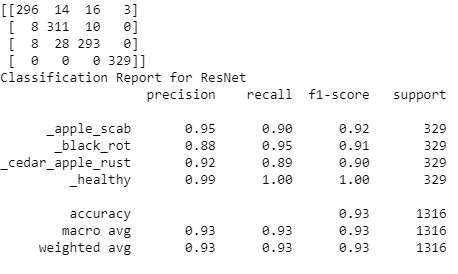 [[296 14 16 3]
[ 8 311 10 0]
[ 8 28 293 0]
[ 0 0 0 329]]
Classification Report for ResNet
precision recall f1-score support
_apple_scab 0.95 0.90 0.92 329
_black_rot 0.88 0.95 0.91 329
_cedar_apple_rust 0.92 0.89 0.90 329
_healthy 0.99 1.00 1.00 329
accuracy 0.93 1316
macro avg 0.93 0.93 0.93 1316
weighted avg 0.93 0.93 0.93 1316